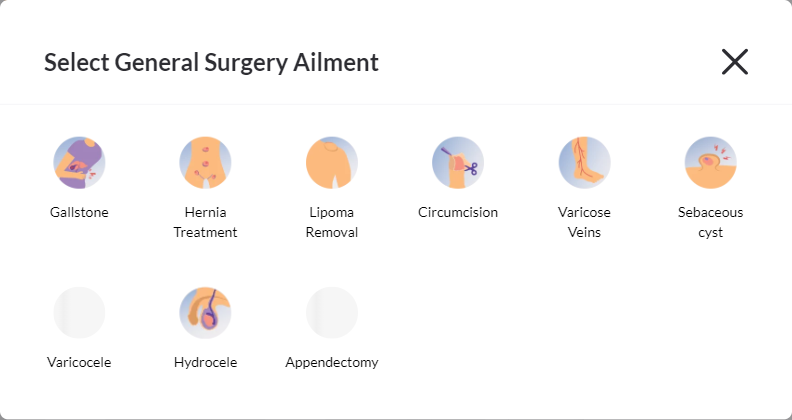 Select General Surgery Ailment
Gallstone
Hernia
Treatment
Lipoma
Removal
Circumcision
Varicose
Veins
Sebaceous
cyst
Varicocele
Hydrocele
Appendectomy